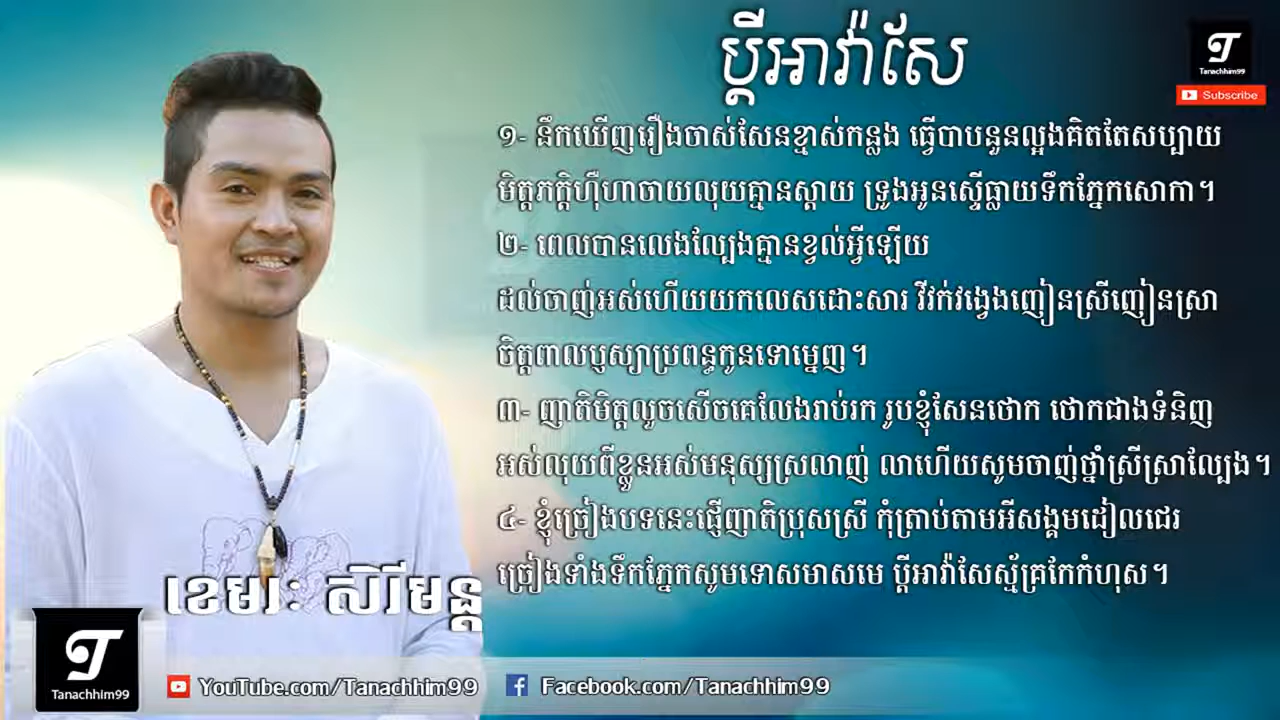 ប្ដីអាវ៉ាសែ
Tanachhim99
Subscribe
១- នឹកឃើញរឿងចាស់សែនខ្មាស់កន្លង ធ្វើបាបនួនល្អងគិតតែសប្បាយ
មិត្តភក្តិហ៊ឺហាចាយលុយគ្មានស្ដាយ ទ្រូងអូនស្ទើធ្លាយទឹកភ្នែកសោកា។
២- ពេលបានលេងល្បែងគ្មានខ្វល់អ្វីឡើយ
ដល់ចាញ់អស់ហើយយកលេសដោះសារ វីវក់វង្វេងញៀនស្រីញៀនស្រា
ចិត្តពាលប្ញស្យាប្រពន្ធកូនទោម្នេញ។
៣- ញាតិមិត្តលួចសើចគេលែងរាប់រក រូបខ្ញុំសែនថោក ថោកជាងទំនិញ
អស់លុយពីខ្លួនអស់មនុស្សស្រលាញ់ លាហើយសូមចាញ់ថ្នាំស្រីស្រាល្បែង។
៤- ខ្ញុំច្រៀងបទនេះផ្ញើញាតិប្រុសស្រី កុំត្រាប់តាមអីសង្គមដៀលជេរ
ច្រៀងទាំងទឹកភ្នែកសូមទោសមាសមេ ប្ដីអាវ៉ាសែស្ម័គ្រកែកំហុស។
ខេមរៈ សិរីមន្ត
Tanachhim99
YouTube.com/Tanachhim99
Facebook.com/Tanachhim99